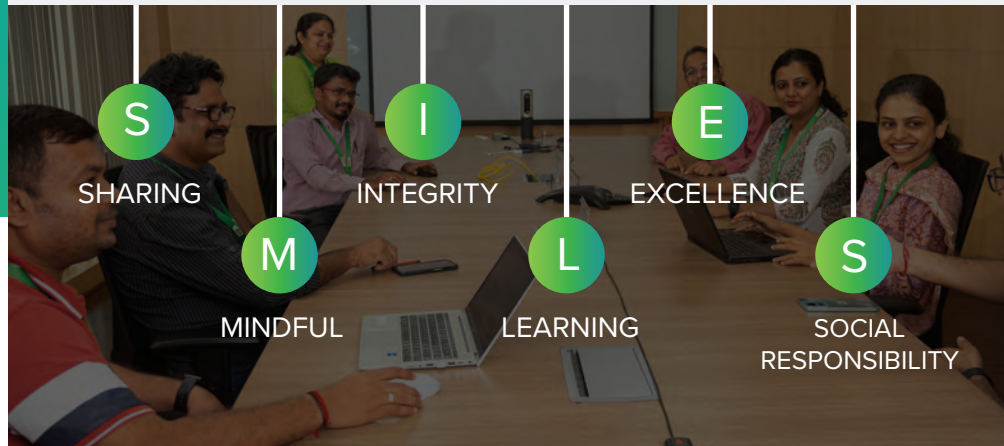 S
SHARING
M
MINDFUL
I
INTEGRITY
L
LEARNING
E
EXCELLENCE
S
SOCIAL
RESPONSIBILITY